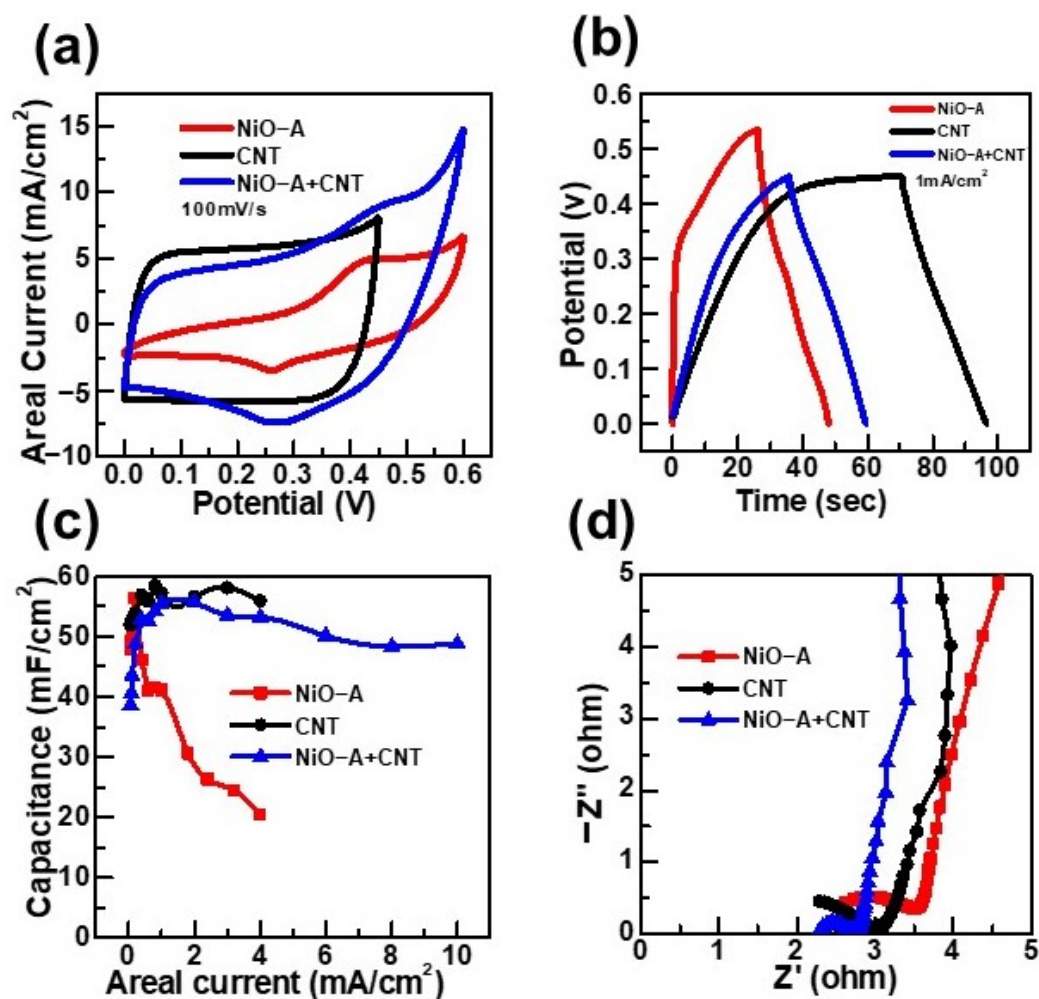 (a)
Areal Current (mA/cm²)
15
10
5
0
−5
−10
NiO−A
CNT
NiO−A+CNT
100mV/s
0.0 0.1 0.2 0.3 0.4 0.5 0.6
Potential (V)
(b)
Potential (v)
0.6
0.5
0.4
0.3
0.2
0.1
0.0
NiO−A
CNT
NiO−A+CNT
1mA/cm²
0 20 40 60 80 100
Time (sec)
(c)
Capacitance (mF/cm²)
60
50
40
30
20
10
0
NiO−A
CNT
NiO−A+CNT
0 2 4 6 8 10
Areal current (mA/cm²)
(d)
−Z'' (ohm)
5
4
3
2
1
0
NiO−A
CNT
NiO−A+CNT
0 1 2 3 4 5
Z' (ohm)